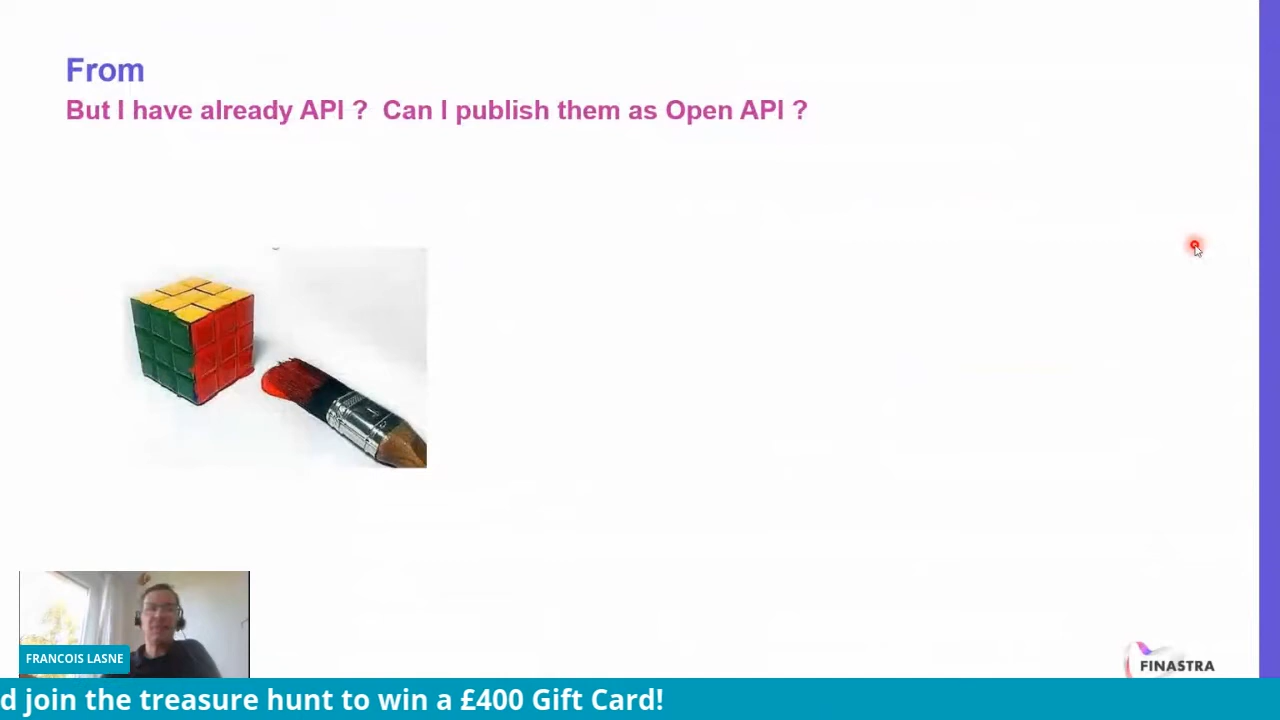 From
But I have already API ?  Can I publish them as Open API ?
FRANCOIS LASNE
FINASTRA
d join the treasure hunt to win a £400 Gift Card!